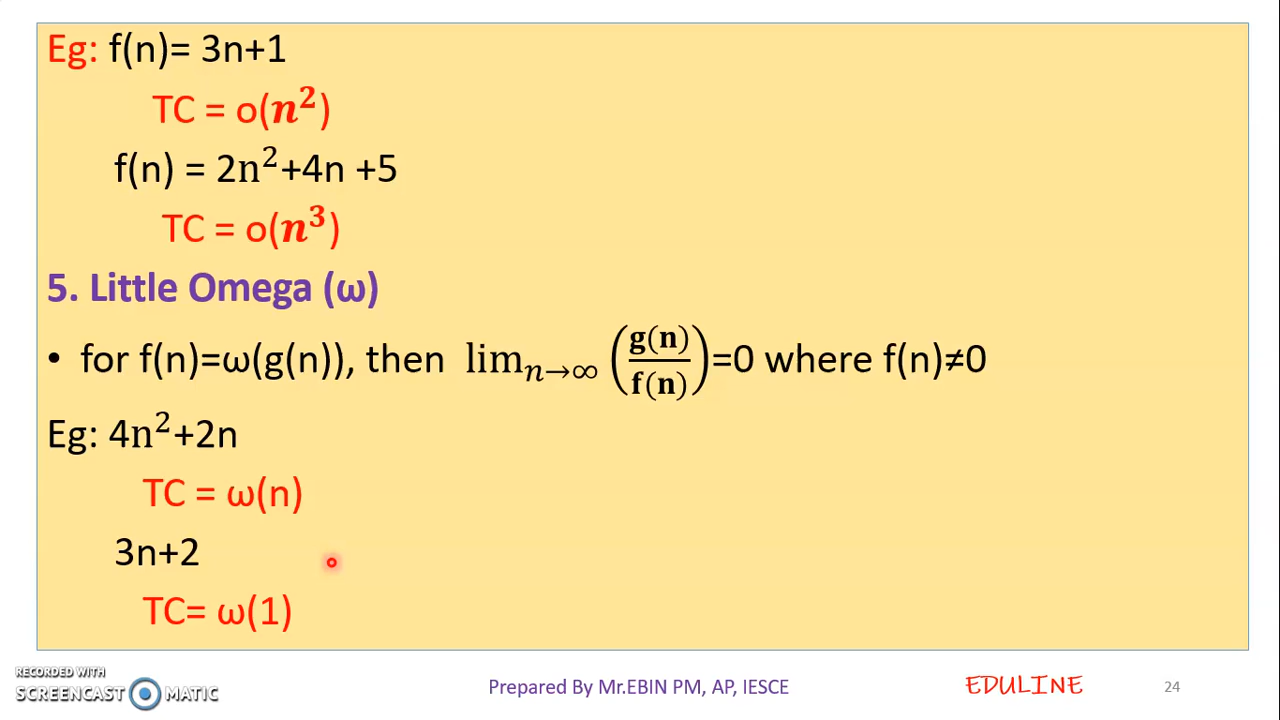 Eg: f(n)= 3n+1
TC = o(n²)
f(n) = 2n²+4n +5
TC = o(n³)
5. Little Omega (ω)
• for f(n)=ω(g(n)), then lim n→∞ (g(n)/f(n))=0 where f(n)≠0
Eg: 4n²+2n
TC = ω(n)
3n+2
TC= ω(1)
RECORDED WITH
SCREENCAST MATIC
Prepared By Mr.EBIN PM, AP, IESCE
EDULINE
24